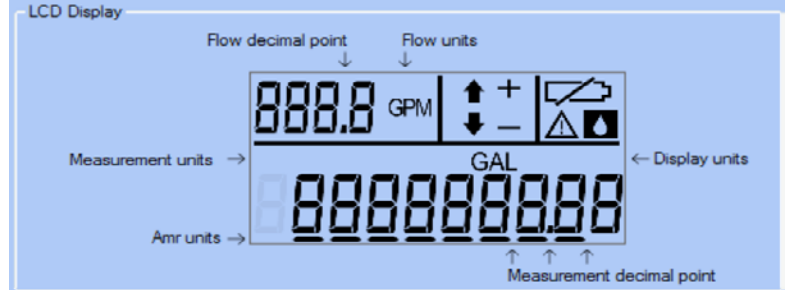 LCD Display
Flow decimal point Flow units
888.8 GPM + −
Measurement units GAL Display units
8888888.88
Amr units
Measurement decimal point